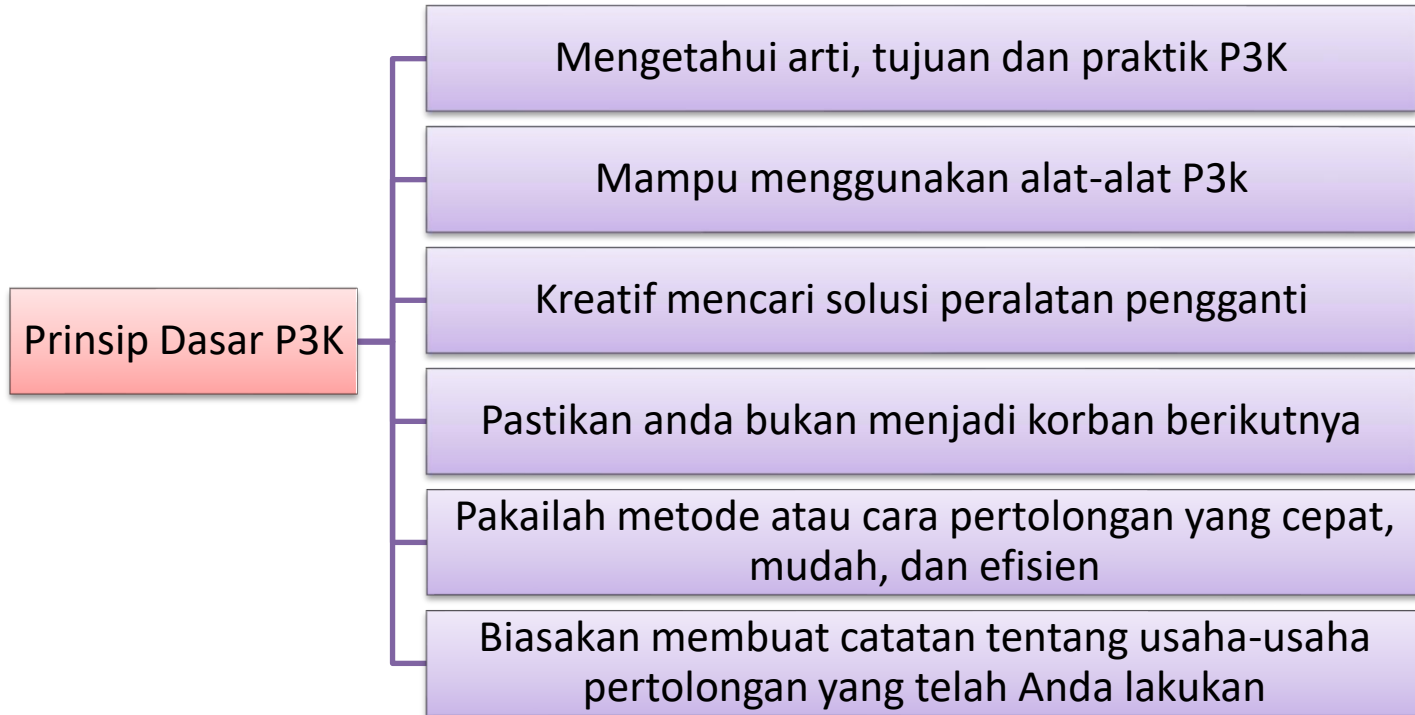 Prinsip Dasar P3K
Mengetahui arti, tujuan dan praktik P3K
Mampu menggunakan alat-alat P3k
Kreatif mencari solusi peralatan pengganti
Pastikan anda bukan menjadi korban berikutnya
Pakailah metode atau cara pertolongan yang cepat,
mudah, dan efisien
Biasakan membuat catatan tentang usaha-usaha
pertolongan yang telah Anda lakukan